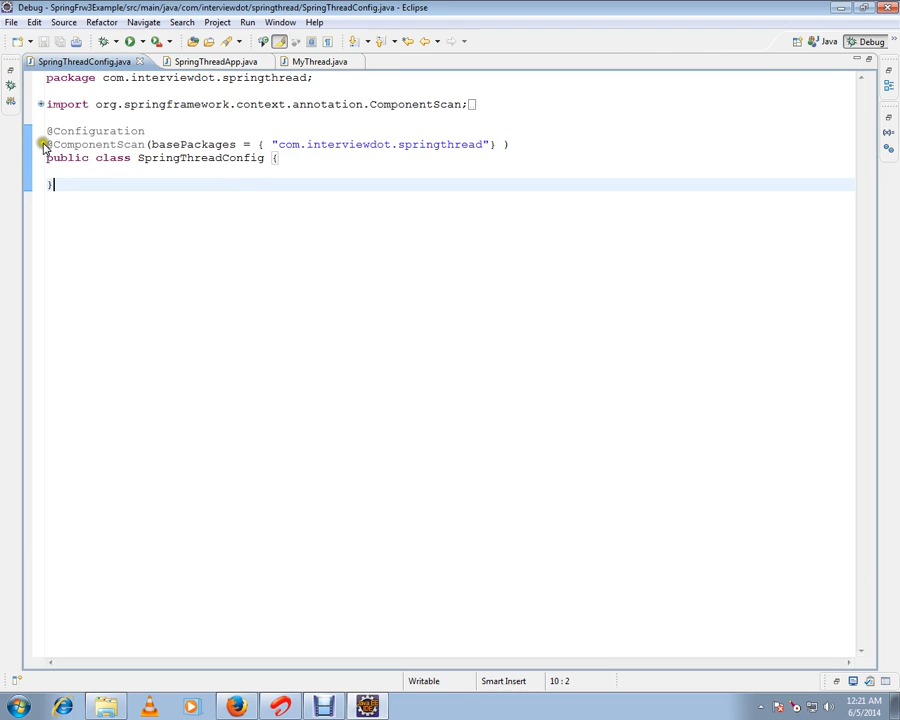 Debug - SpringFrw3Example/src/main/java/com/interviewdot/springthread/SpringThreadConfig.java - Eclipse
File Edit Source Refactor Navigate Search Project Run Window Help
Java Debug
SpringThreadConfig.java SpringThreadApp.java MyThread.java
package com.interviewdot.springthread;
import org.springframework.context.annotation.ComponentScan;
@Configuration
@ComponentScan(basePackages = { "com.interviewdot.springthread"} )
public class SpringThreadConfig {
}
Writable Smart Insert 10 : 2
12:21 AM
6/5/2014